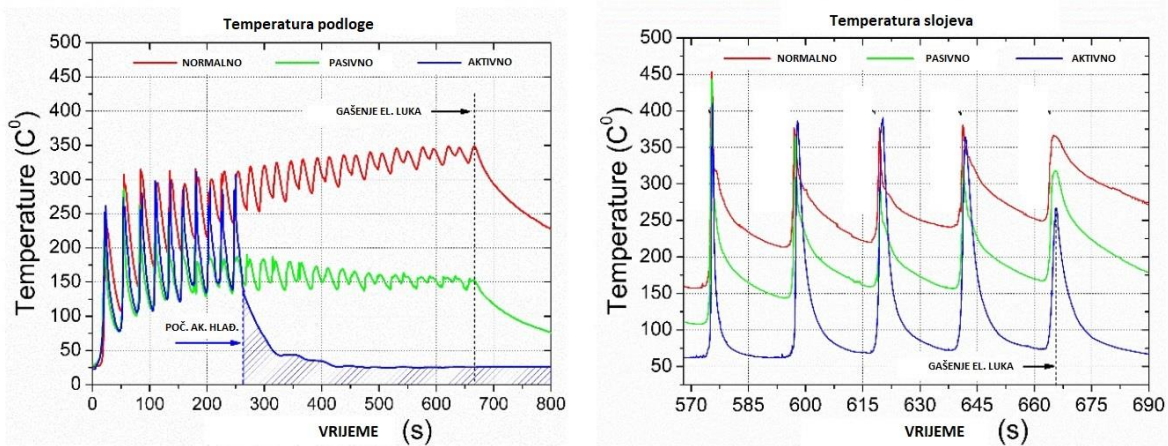 Temperatura podloge
500
450
400
350
300
250
200
150
100
50
0
Temperature (C⁰)
NORMALNO PASIVNO AKTIVNO
GAŠENJE EL. LUKA
POČ. AK. HLAĐ.
0 100 200 300 400 500 600 700 800
VRIJEME (s)
Temperatura slojeva
500
450
400
350
300
250
200
150
100
50
Temperature (C⁰)
NORMALNO PASIVNO AKTIVNO
GAŠENJE EL. LUKA
570 585 600 615 630 645 660 675 690
VRIJEME (s)